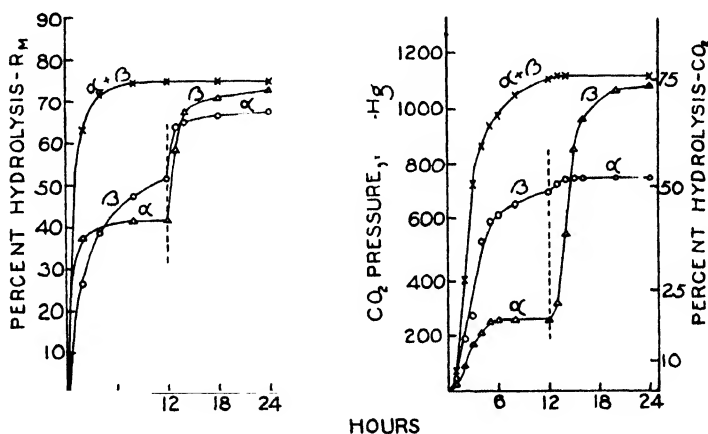 PERCENT HYDROLYSIS-RM
90
80
70
60
50
40
30
20
10
12
24
α+β
β
α
β
α
CO2 PRESSURE, -Hg
1200
1000
800
600
400
200
6
12
18
24
α+β
β
α
β
α
75
50
25
10
PERCENT HYDROLYSIS-CO2
HOURS